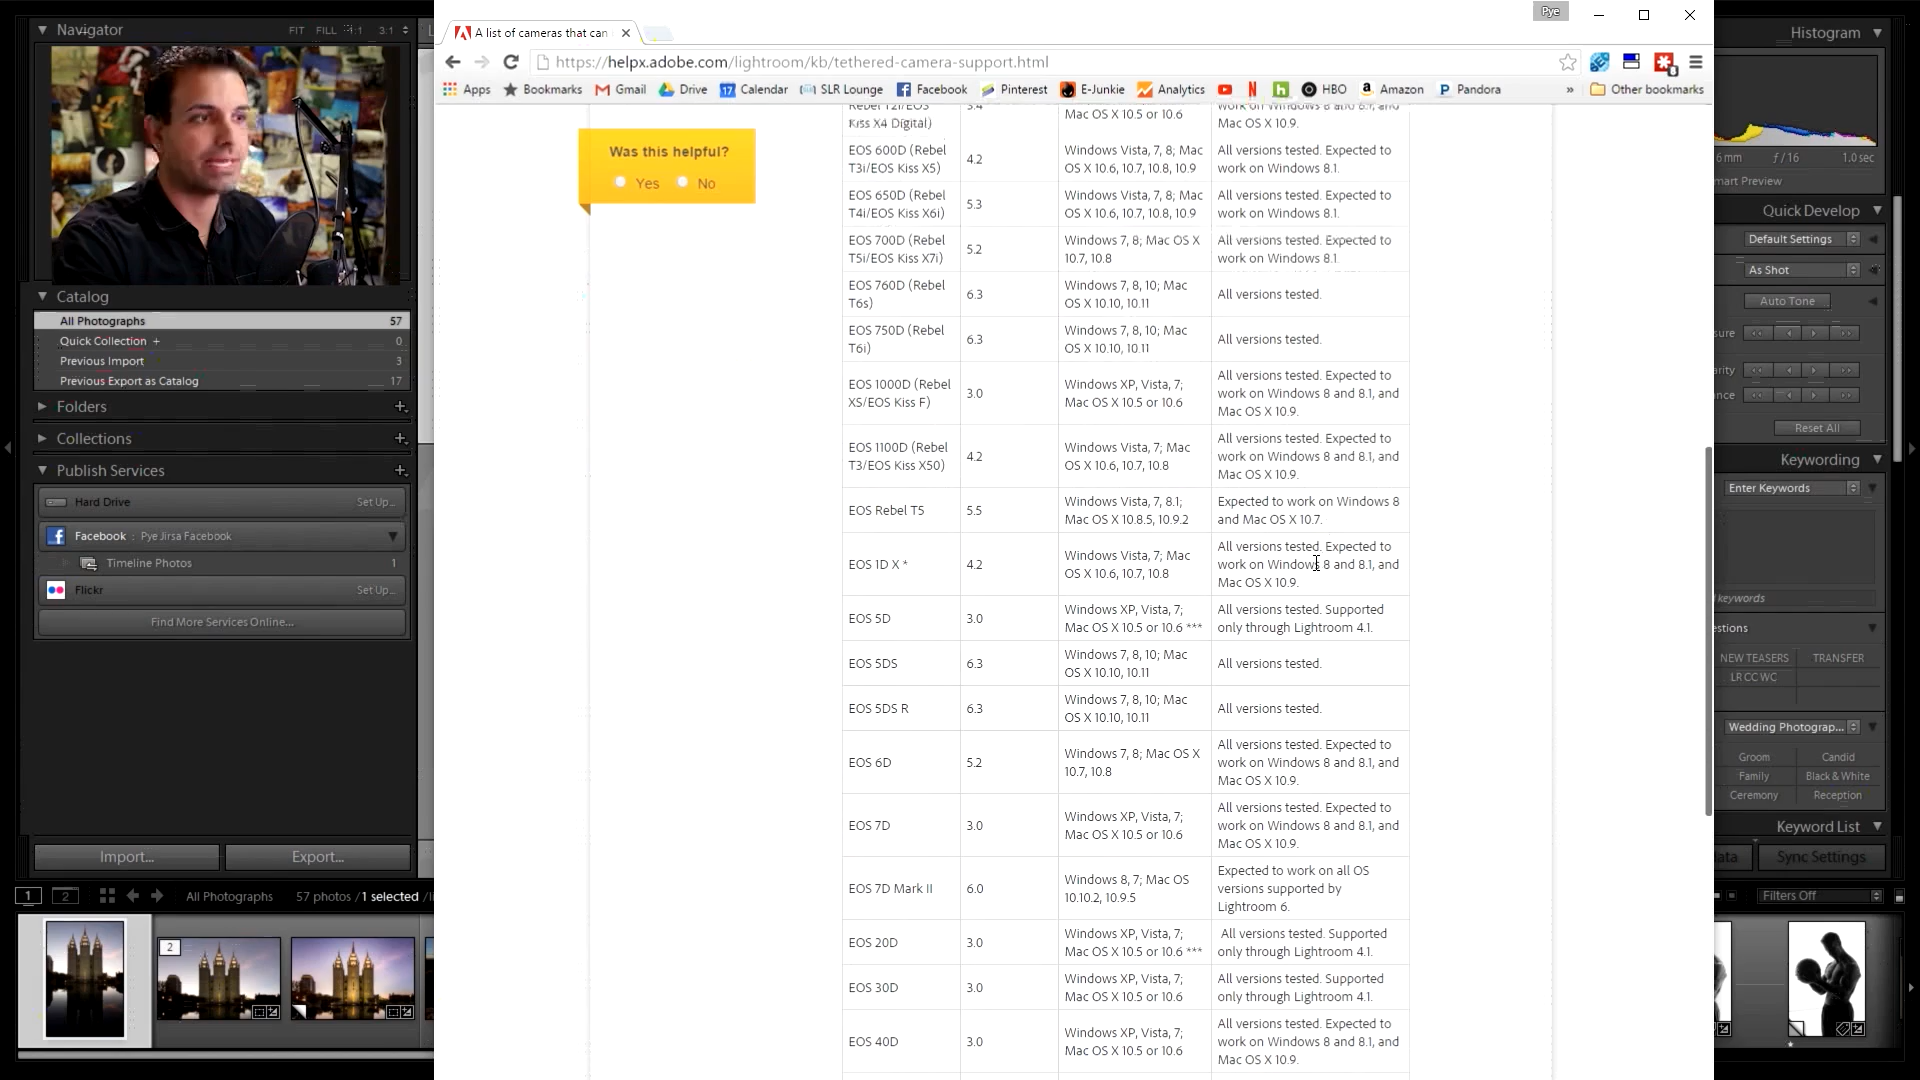 Navigator FIT FILL 1:1 3:1
Catalog
All Photographs 57
Quick Collection + 0
Previous Import 3
Previous Export as Catalog 17
Folders
Collections
Publish Services
Hard Drive Set Up...
Facebook : Pye Jirsa Facebook
Timeline Photos 1
Flickr Set Up...
Find More Services Online...
Import... Export...
1 2 All Photographs 57 photos / 1 selected
2
Pye
A list of cameras that can
https://helpx.adobe.com/lightroom/kb/tethered-camera-support.html
Apps Bookmarks Gmail Drive 17 Calendar SLR Lounge Facebook Pinterest E-Junkie Analytics HBO Amazon Pandora » Other bookmarks
Was this helpful?
Yes No
Rebel T2i/EOS
Kiss X4 Digital)
Mac OS X 10.5 or 10.6
work on Windows 8 and 8.1, and
Mac OS X 10.9.
EOS 600D (Rebel
T3i/EOS Kiss X5)
4.2
Windows Vista, 7, 8; Mac
OS X 10.6, 10.7, 10.8, 10.9
All versions tested. Expected to
work on Windows 8.1.
EOS 650D (Rebel
T4i/EOS Kiss X6i)
5.3
Windows Vista, 7, 8; Mac
OS X 10.6, 10.7, 10.8, 10.9
All versions tested. Expected to
work on Windows 8.1.
EOS 700D (Rebel
T5i/EOS Kiss X7i)
5.2
Windows 7, 8; Mac OS X
10.7, 10.8
All versions tested. Expected to
work on Windows 8.1.
EOS 760D (Rebel
T6s)
6.3
Windows 7, 8, 10; Mac
OS X 10.10, 10.11
All versions tested.
EOS 750D (Rebel
T6i)
6.3
Windows 7, 8, 10; Mac
OS X 10.10, 10.11
All versions tested.
EOS 1000D (Rebel
XS/EOS Kiss F)
3.0
Windows XP, Vista, 7;
Mac OS X 10.5 or 10.6
All versions tested. Expected to
work on Windows 8 and 8.1, and
Mac OS X 10.9.
EOS 1100D (Rebel
T3/EOS Kiss X50)
4.2
Windows Vista, 7; Mac
OS X 10.6, 10.7, 10.8
All versions tested. Expected to
work on Windows 8 and 8.1, and
Mac OS X 10.9.
EOS Rebel T5
5.5
Windows Vista, 7, 8.1;
Mac OS X 10.8.5, 10.9.2
Expected to work on Windows 8
and Mac OS X 10.7.
EOS 1D X *
4.2
Windows Vista, 7; Mac
OS X 10.6, 10.7, 10.8
All versions tested. Expected to
work on Windows 8 and 8.1, and
Mac OS X 10.9.
EOS 5D
3.0
Windows XP, Vista, 7;
Mac OS X 10.5 or 10.6 ***
All versions tested. Supported
only through Lightroom 4.1.
EOS 5DS
6.3
Windows 7, 8, 10; Mac
OS X 10.10, 10.11
All versions tested.
EOS 5DS R
6.3
Windows 7, 8, 10; Mac
OS X 10.10, 10.11
All versions tested.
EOS 6D
5.2
Windows 7, 8; Mac OS X
10.7, 10.8
All versions tested. Expected to
work on Windows 8 and 8.1, and
Mac OS X 10.9.
EOS 7D
3.0
Windows XP, Vista, 7;
Mac OS X 10.5 or 10.6
All versions tested. Expected to
work on Windows 8 and 8.1, and
Mac OS X 10.9.
EOS 7D Mark II
6.0
Windows 8, 7; Mac OS
10.10.2, 10.9.5
Expected to work on all OS
versions supported by
Lightroom 6.
EOS 20D
3.0
Windows XP, Vista, 7;
Mac OS X 10.5 or 10.6 ***
All versions tested. Supported
only through Lightroom 4.1.
EOS 30D
3.0
Windows XP, Vista, 7;
Mac OS X 10.5 or 10.6
All versions tested. Supported
only through Lightroom 4.1.
EOS 40D
3.0
Windows XP, Vista, 7;
Mac OS X 10.5 or 10.6
All versions tested. Expected to
work on Windows 8 and 8.1, and
Mac OS X 10.9.
Histogram
6 mm f / 16 1.0 sec
mart Preview
Quick Develop
Default Settings
As Shot
Auto Tone
sure
arity
nce
Reset All
Keywording
Enter Keywords
keywords
estions
NEW TEASERS TRANSFER
LR CC WC
Wedding Photograp...
Groom Candid
Family Black & White
Ceremony Reception
Keyword List
data Sync Settings
Filters Off